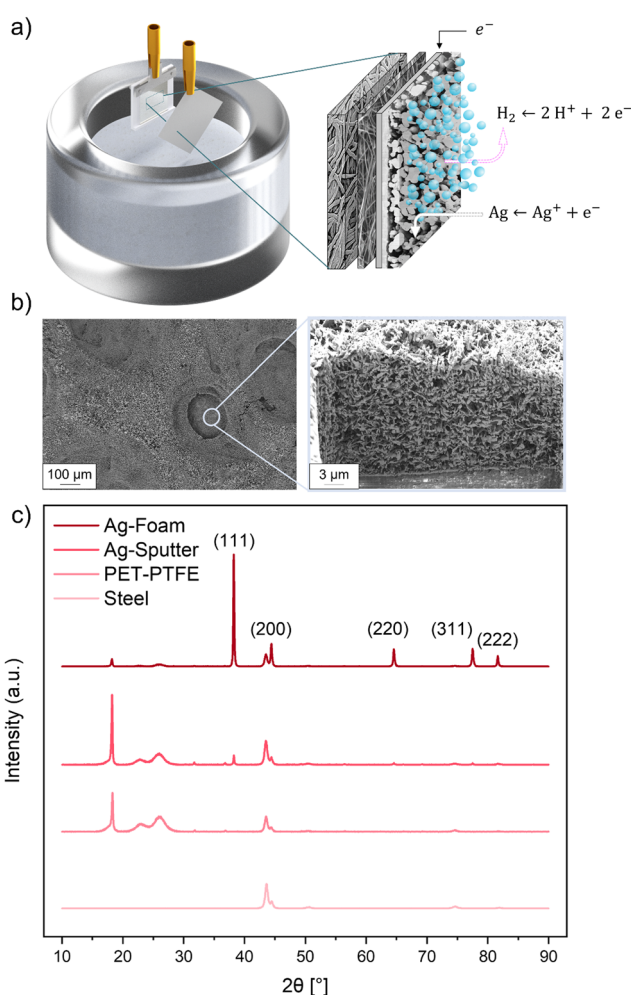 a)
e⁻
H₂ ← 2 H⁺ + 2 e⁻
Ag ← Ag⁺ + e⁻
b)
100 µm
3 µm
c)
Ag-Foam
Ag-Sputter
PET-PTFE
Steel
(111)
(200)
(220)
(311)
(222)
Intensity (a.u.)
10 20 30 40 50 60 70 80 90
2θ [°]